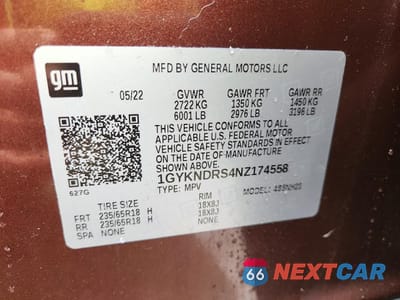 gm
MFD BY GENERAL MOTORS LLC
05/22 GVWR GAWR FRT GAWR RR
2722 KG 1350 KG 1450 KG
6001 LB 2976 LB 3196 LB
THIS VEHICLE CONFORMS TO ALL
APPLICABLE U.S. FEDERAL MOTOR
VEHICLE SAFETY
STANDARDS IN EFFECT ON THE DATE OF
MANUFACTURE SHOWN ABOVE.
1GYKNDRS4NZ174558
627G TYPE: MPV MODEL:
TIRE SIZE RIM
FRT 235/65R18 H 18X8J
RR 235/65R18 H 18X8J
SPA NONE NONE
66 NEXTCAR